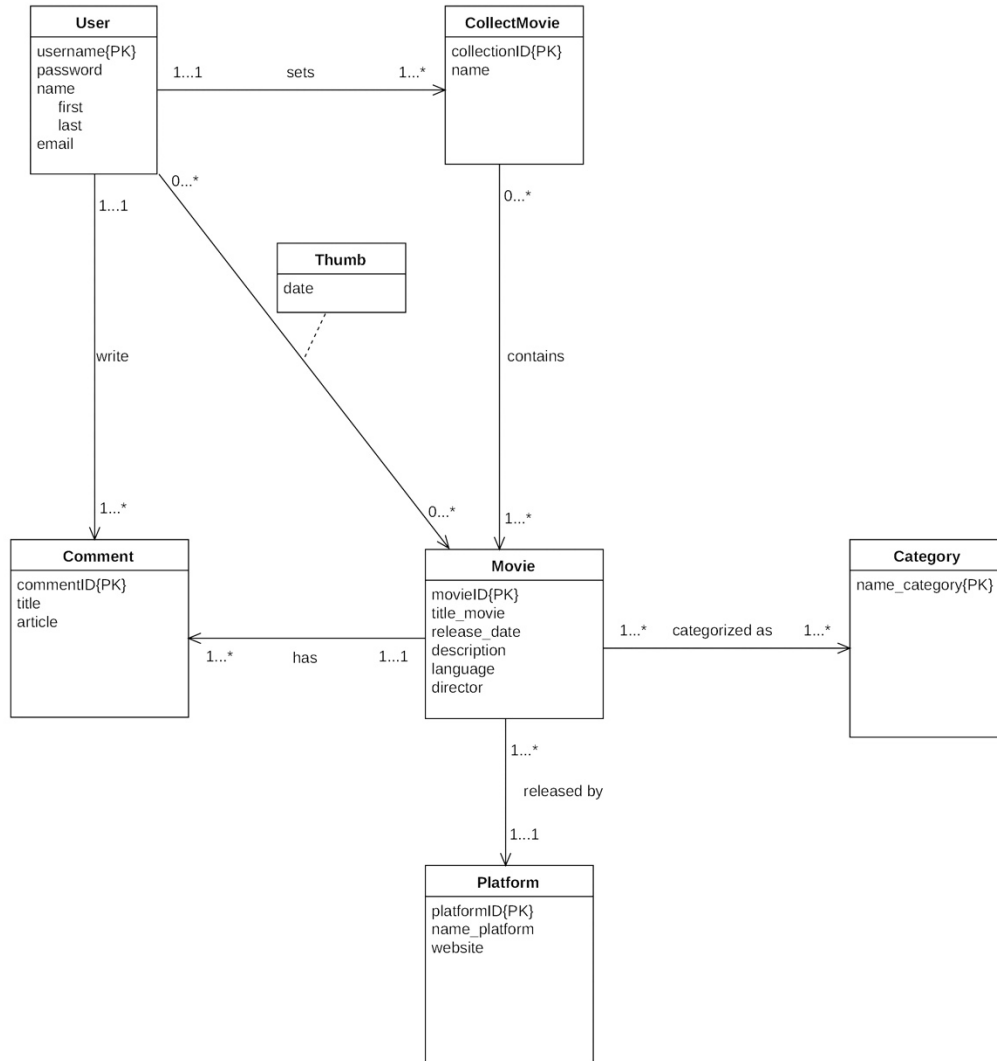 User
username{PK}
password
name
first
last
email
1...1
sets
1...*
CollectMovie
collectionID{PK}
name
1...1
0...*
0...*
Thumb
date
write
contains
1...*
0...*
1...*
Comment
commentID{PK}
title
article
Movie
movieID{PK}
title_movie
release_date
description
language
director
Category
name_category{PK}
1...*
has
1...1
1...*
categorized as
1...*
1...*
released by
1...1
Platform
platformID{PK}
name_platform
website